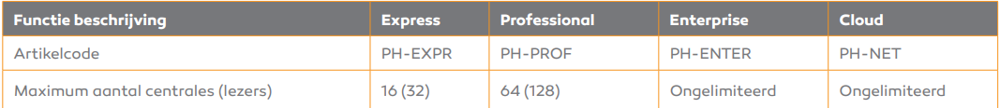 Functie beschrijving Express Professional Enterprise Cloud
Artikelcode PH-EXPR PH-PROF PH-ENTER PH-NET
Maximum aantal centrales (lezers) 16 (32) 64 (128) Ongelimiteerd Ongelimiteerd